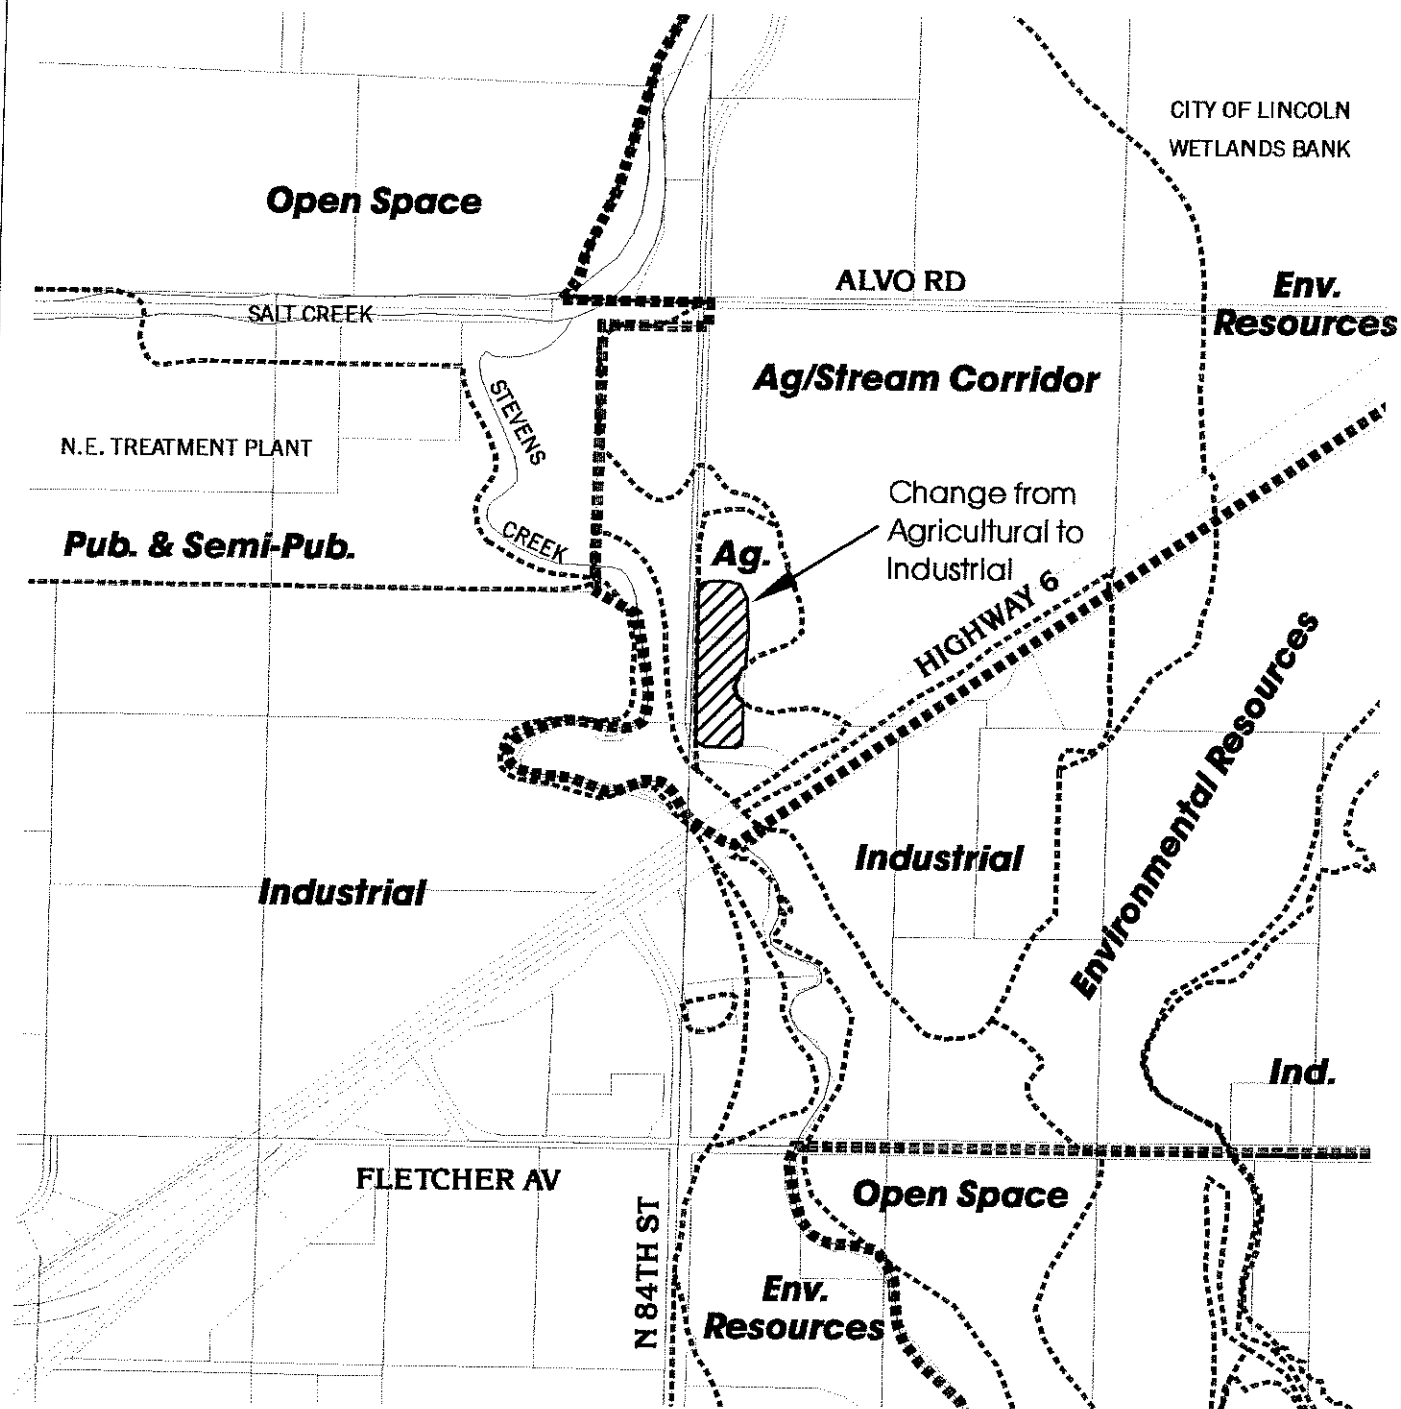 CITY OF LINCOLN
WETLANDS BANK
Open Space
ALVO RD
Env.
Resources
SALT CREEK
Ag/Stream Corridor
STEVENS
CREEK
N.E. TREATMENT PLANT
Change from
Agricultural to
Industrial
Pub. & Semi-Pub.
Ag.
HIGHWAY 6
Environmental Resources
Industrial
Industrial
Ind.
FLETCHER AV
N 84TH ST
Open Space
Env.
Resources